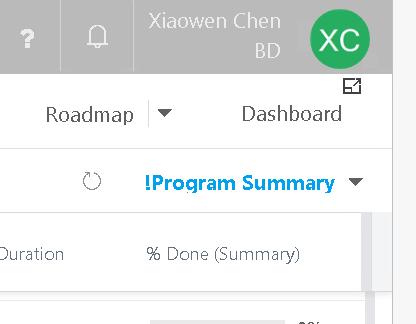 ?
Xiaowen Chen
BD
XC
Roadmap
Dashboard
!Program Summary
Duration
% Done (Summary)